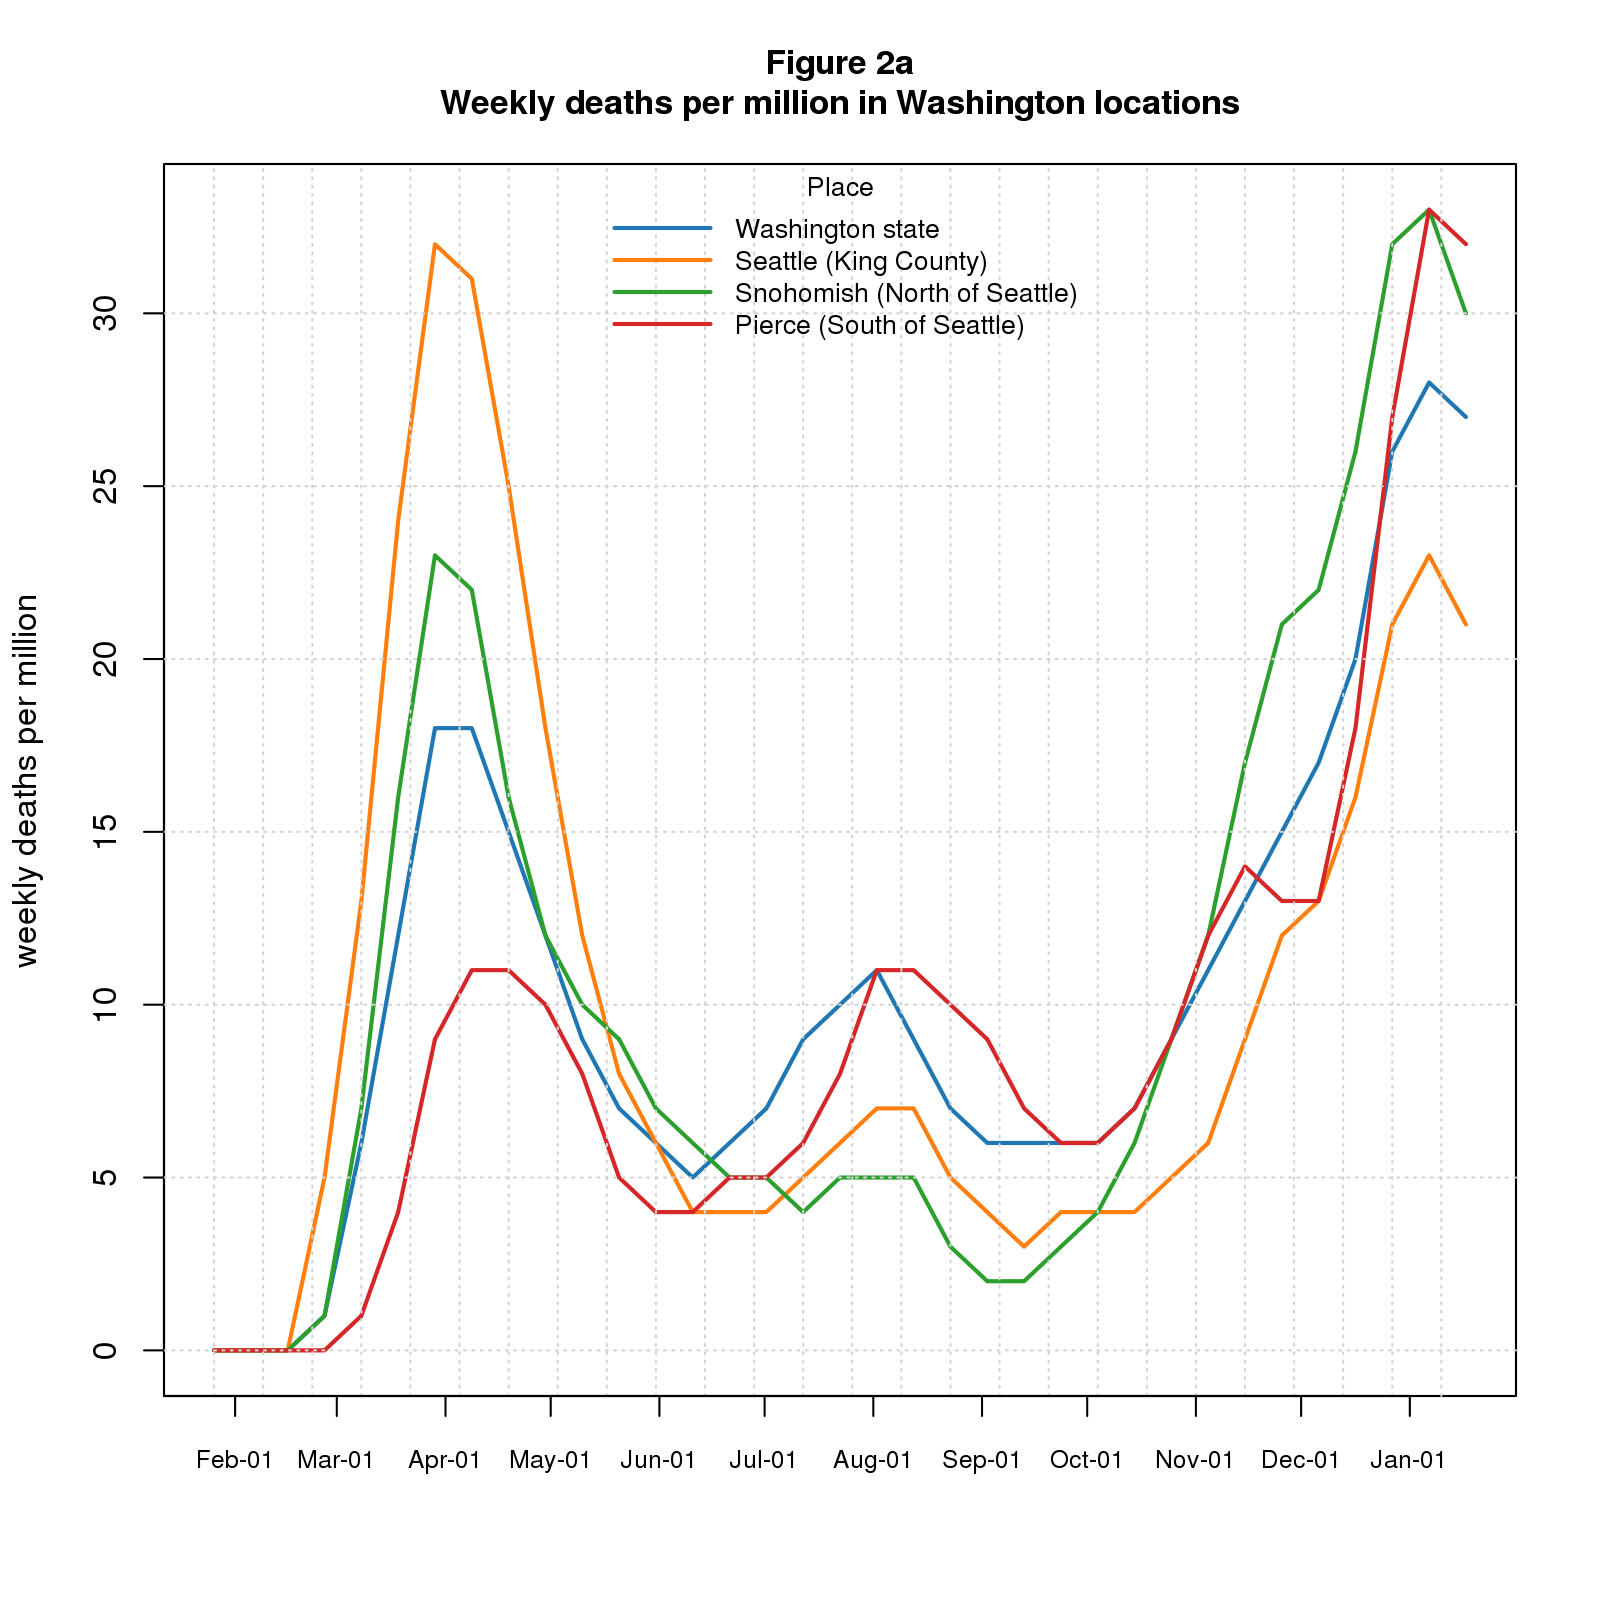 Figure 2a
Weekly deaths per million in Washington locations
Place
Washington state
Seattle (King County)
Snohomish (North of Seattle)
Pierce (South of Seattle)
weekly deaths per million
30
25
20
15
10
5
0
Feb-01 Mar-01 Apr-01 May-01 Jun-01 Jul-01 Aug-01 Sep-01 Oct-01 Nov-01 Dec-01 Jan-01